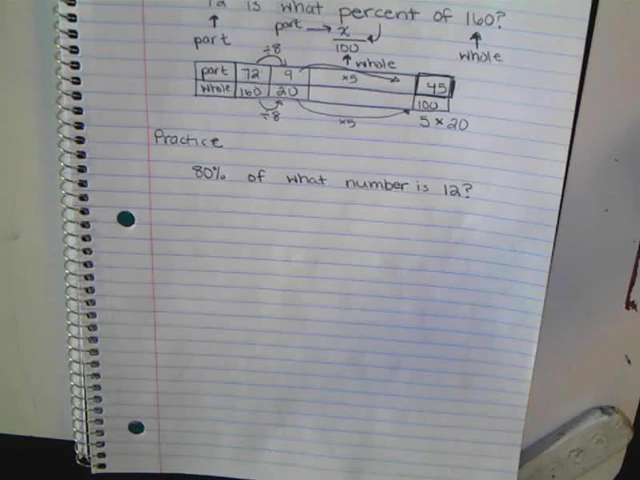 72 is what percent of 160?
part part → x/100 ↑ whole whole
÷8
part 72 9 ×5 45
whole 160 20 100
÷8 ×5 5 × 20
Practice
80% of what number is 12?